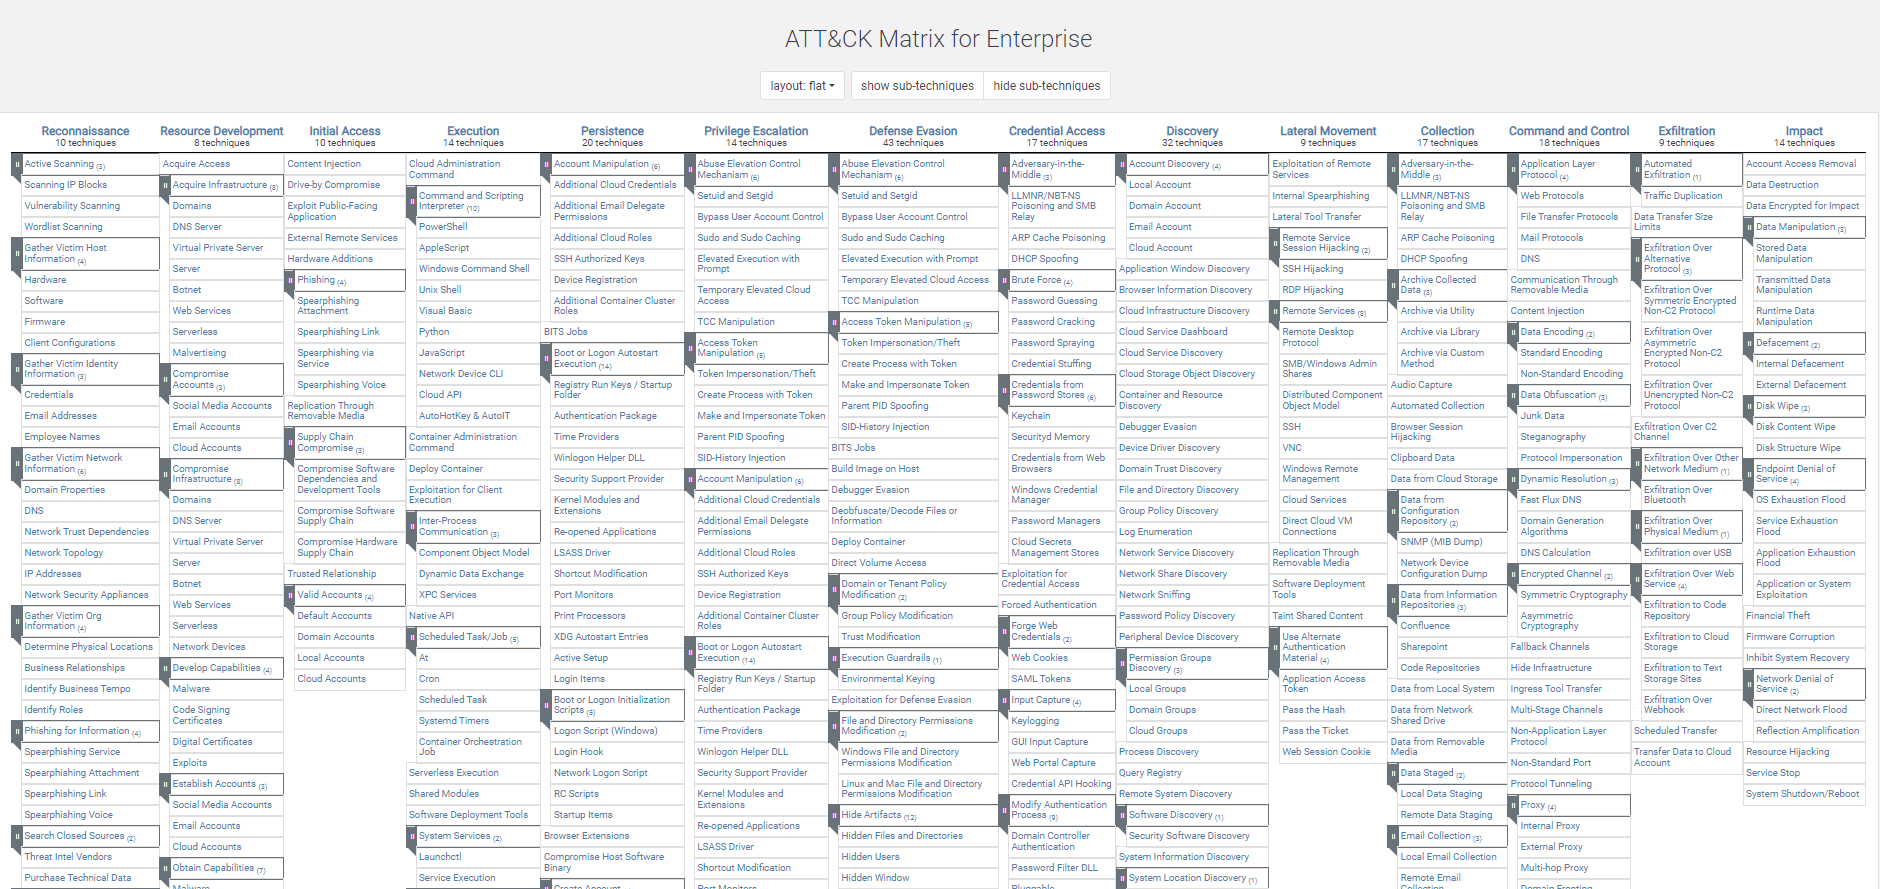 ATT&CK Matrix for Enterprise
layout: flat
show sub-techniques
hide sub-techniques
Reconnaissance
10 techniques
Active Scanning (3)
Scanning IP Blocks
Vulnerability Scanning
Wordlist Scanning
Gather Victim Host
Information (4)
Hardware
Software
Firmware
Client Configurations
Gather Victim Identity
Information (3)
Credentials
Email Addresses
Employee Names
Gather Victim Network
Information (6)
Domain Properties
DNS
Network Trust Dependencies
Network Topology
IP Addresses
Network Security Appliances
Gather Victim Org
Information (4)
Determine Physical Locations
Business Relationships
Identify Business Tempo
Identify Roles
Phishing for Information (4)
Spearphishing Service
Spearphishing Attachment
Spearphishing Link
Spearphishing Voice
Search Closed Sources (2)
Threat Intel Vendors
Purchase Technical Data
Resource Development
8 techniques
Acquire Access
Acquire Infrastructure (8)
Domains
DNS Server
Virtual Private Server
Server
Botnet
Web Services
Serverless
Malvertising
Compromise
Accounts (3)
Social Media Accounts
Email Accounts
Cloud Accounts
Compromise
Infrastructure (8)
Domains
DNS Server
Virtual Private Server
Server
Botnet
Web Services
Serverless
Network Devices
Develop Capabilities (4)
Malware
Code Signing
Certificates
Digital Certificates
Exploits
Establish Accounts (3)
Social Media Accounts
Email Accounts
Cloud Accounts
Obtain Capabilities (7)
Malware
Initial Access
10 techniques
Content Injection
Drive-by Compromise
Exploit Public-Facing
Application
External Remote Services
Hardware Additions
Phishing (4)
Spearphishing
Attachment
Spearphishing Link
Spearphishing via
Service
Spearphishing Voice
Replication Through
Removable Media
Supply Chain
Compromise (3)
Compromise Software
Dependencies and
Development Tools
Compromise Software
Supply Chain
Compromise Hardware
Supply Chain
Trusted Relationship
Valid Accounts (4)
Default Accounts
Domain Accounts
Local Accounts
Cloud Accounts
Execution
14 techniques
Cloud Administration
Command
Command and Scripting
Interpreter (10)
PowerShell
AppleScript
Windows Command Shell
Unix Shell
Visual Basic
Python
JavaScript
Network Device CLI
Cloud API
AutoHotKey & AutoIT
Container Administration
Command
Deploy Container
Exploitation for Client
Execution
Inter-Process
Communication (3)
Component Object Model
Dynamic Data Exchange
XPC Services
Native API
Scheduled Task/Job (5)
At
Cron
Scheduled Task
Systemd Timers
Container Orchestration
Job
Serverless Execution
Shared Modules
Software Deployment Tools
System Services (2)
Launchctl
Service Execution
Persistence
20 techniques
Account Manipulation (6)
Additional Cloud Credentials
Additional Email Delegate
Permissions
Additional Cloud Roles
SSH Authorized Keys
Device Registration
Additional Container Cluster
Roles
BITS Jobs
Boot or Logon Autostart
Execution (14)
Registry Run Keys / Startup
Folder
Authentication Package
Time Providers
Winlogon Helper DLL
Security Support Provider
Kernel Modules and
Extensions
Re-opened Applications
LSASS Driver
Shortcut Modification
Port Monitors
Print Processors
XDG Autostart Entries
Active Setup
Login Items
Boot or Logon Initialization
Scripts (5)
Logon Script (Windows)
Login Hook
Network Logon Script
RC Scripts
Startup Items
Browser Extensions
Compromise Host Software
Binary
Create Account
Privilege Escalation
14 techniques
Abuse Elevation Control
Mechanism (6)
Setuid and Setgid
Bypass User Account Control
Sudo and Sudo Caching
Elevated Execution with
Prompt
Temporary Elevated Cloud
Access
TCC Manipulation
Access Token
Manipulation (5)
Token Impersonation/Theft
Create Process with Token
Make and Impersonate Token
Parent PID Spoofing
SID-History Injection
Account Manipulation (6)
Additional Cloud Credentials
Additional Email Delegate
Permissions
Additional Cloud Roles
SSH Authorized Keys
Device Registration
Additional Container Cluster
Roles
Boot or Logon Autostart
Execution (14)
Registry Run Keys / Startup
Folder
Authentication Package
Time Providers
Winlogon Helper DLL
Security Support Provider
Kernel Modules and
Extensions
Re-opened Applications
LSASS Driver
Shortcut Modification
Port Monitors
Defense Evasion
43 techniques
Abuse Elevation Control
Mechanism (6)
Setuid and Setgid
Bypass User Account Control
Sudo and Sudo Caching
Elevated Execution with Prompt
Temporary Elevated Cloud Access
TCC Manipulation
Access Token Manipulation (5)
Token Impersonation/Theft
Create Process with Token
Make and Impersonate Token
Parent PID Spoofing
SID-History Injection
BITS Jobs
Build Image on Host
Debugger Evasion
Deobfuscate/Decode Files or
Information
Deploy Container
Direct Volume Access
Domain or Tenant Policy
Modification (2)
Group Policy Modification
Trust Modification
Execution Guardrails (1)
Environmental Keying
Exploitation for Defense Evasion
File and Directory Permissions
Modification (2)
Windows File and Directory
Permissions Modification
Linux and Mac File and Directory
Permissions Modification
Hide Artifacts (12)
Hidden Files and Directories
Hidden Users
Hidden Window
Credential Access
17 techniques
Adversary-in-the-
Middle (3)
LLMNR/NBT-NS
Poisoning and SMB
Relay
ARP Cache Poisoning
DHCP Spoofing
Brute Force (4)
Password Guessing
Password Cracking
Password Spraying
Credential Stuffing
Credentials from
Password Stores (6)
Keychain
Securityd Memory
Credentials from Web
Browsers
Windows Credential
Manager
Password Managers
Cloud Secrets
Management Stores
Exploitation for
Credential Access
Forced Authentication
Forge Web
Credentials (2)
Web Cookies
SAML Tokens
Input Capture (4)
Keylogging
GUI Input Capture
Web Portal Capture
Credential API Hooking
Modify Authentication
Process (9)
Domain Controller
Authentication
Password Filter DLL
Pluggable
Discovery
32 techniques
Account Discovery (4)
Local Account
Domain Account
Email Account
Cloud Account
Application Window Discovery
Browser Information Discovery
Cloud Infrastructure Discovery
Cloud Service Dashboard
Cloud Service Discovery
Cloud Storage Object Discovery
Container and Resource
Discovery
Debugger Evasion
Device Driver Discovery
Domain Trust Discovery
File and Directory Discovery
Group Policy Discovery
Log Enumeration
Network Service Discovery
Network Share Discovery
Network Sniffing
Password Policy Discovery
Peripheral Device Discovery
Permission Groups
Discovery (3)
Local Groups
Domain Groups
Cloud Groups
Process Discovery
Query Registry
Remote System Discovery
Software Discovery (1)
Security Software Discovery
System Information Discovery
System Location Discovery (1)
Lateral Movement
9 techniques
Exploitation of Remote
Services
Internal Spearphishing
Lateral Tool Transfer
Remote Service
Session Hijacking (2)
SSH Hijacking
RDP Hijacking
Remote Services (8)
Remote Desktop
Protocol
SMB/Windows Admin
Shares
Distributed Component
Object Model
SSH
VNC
Windows Remote
Management
Cloud Services
Direct Cloud VM
Connections
Replication Through
Removable Media
Software Deployment
Tools
Taint Shared Content
Use Alternate
Authentication
Material (4)
Application Access
Token
Pass the Hash
Pass the Ticket
Web Session Cookie
Collection
17 techniques
Adversary-in-the-
Middle (3)
LLMNR/NBT-NS
Poisoning and SMB
Relay
ARP Cache Poisoning
DHCP Spoofing
Archive Collected
Data (3)
Archive via Utility
Archive via Library
Archive via Custom
Method
Audio Capture
Automated Collection
Browser Session
Hijacking
Clipboard Data
Data from Cloud Storage
Data from
Configuration
Repository (2)
SNMP (MIB Dump)
Network Device
Configuration Dump
Data from Information
Repositories (3)
Confluence
Sharepoint
Code Repositories
Data from Local System
Data from Network
Shared Drive
Data from Removable
Media
Data Staged (2)
Local Data Staging
Remote Data Staging
Email Collection (3)
Local Email Collection
Remote Email
Collection
Command and Control
18 techniques
Application Layer
Protocol (4)
Web Protocols
File Transfer Protocols
Mail Protocols
DNS
Communication Through
Removable Media
Content Injection
Data Encoding (2)
Standard Encoding
Non-Standard Encoding
Data Obfuscation (3)
Junk Data
Steganography
Protocol Impersonation
Dynamic Resolution (3)
Fast Flux DNS
Domain Generation
Algorithms
DNS Calculation
Encrypted Channel (2)
Symmetric Cryptography
Asymmetric
Cryptography
Fallback Channels
Hide Infrastructure
Ingress Tool Transfer
Multi-Stage Channels
Non-Application Layer
Protocol
Non-Standard Port
Protocol Tunneling
Proxy (4)
Internal Proxy
External Proxy
Multi-hop Proxy
Domain Fronting
Exfiltration
9 techniques
Automated
Exfiltration (1)
Traffic Duplication
Data Transfer Size
Limits
Exfiltration Over
Alternative
Protocol (3)
Exfiltration Over
Symmetric Encrypted
Non-C2 Protocol
Exfiltration Over
Asymmetric
Encrypted Non-C2
Protocol
Exfiltration Over
Unencrypted Non-C2
Protocol
Exfiltration Over C2
Channel
Exfiltration Over Other
Network Medium (1)
Exfiltration Over
Bluetooth
Exfiltration Over
Physical Medium (1)
Exfiltration over USB
Exfiltration Over Web
Service (4)
Exfiltration to Code
Repository
Exfiltration to Cloud
Storage
Exfiltration to Text
Storage Sites
Exfiltration Over
Webhook
Scheduled Transfer
Transfer Data to Cloud
Account
Impact
14 techniques
Account Access Removal
Data Destruction
Data Encrypted for Impact
Data Manipulation (3)
Stored Data
Manipulation
Transmitted Data
Manipulation
Runtime Data
Manipulation
Defacement (2)
Internal Defacement
External Defacement
Disk Wipe (2)
Disk Content Wipe
Disk Structure Wipe
Endpoint Denial of
Service (4)
OS Exhaustion Flood
Service Exhaustion
Flood
Application Exhaustion
Flood
Application or System
Exploitation
Financial Theft
Firmware Corruption
Inhibit System Recovery
Network Denial of
Service (2)
Direct Network Flood
Reflection Amplification
Resource Hijacking
Service Stop
System Shutdown/Reboot